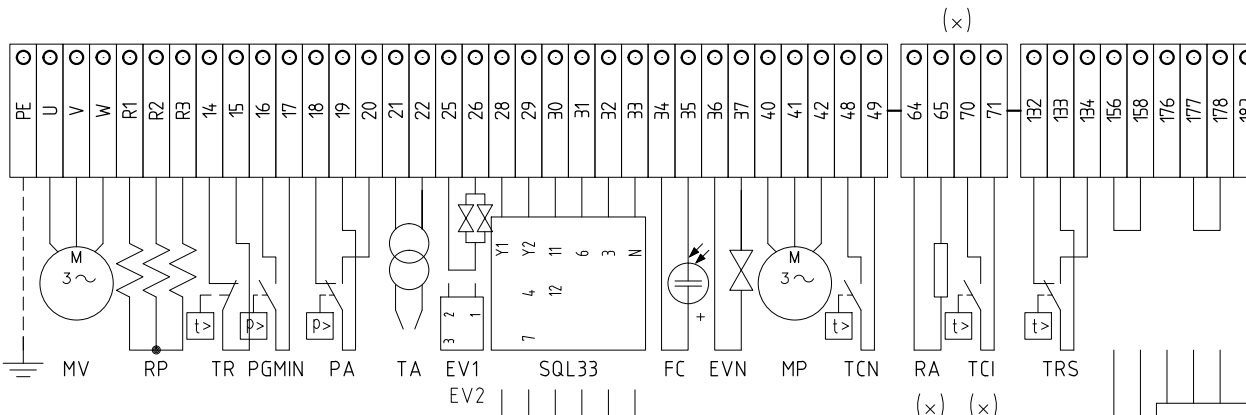 (x)
PE U V W R1 R2 R3 14 15 16 17 18 19 20 21 22 25 26 28 29 30 31 32 33 34 35 36 37 40 41 42 48 49 64 65 70 71 132 133 134 156 158 176 177 178
Y1 Y2 11 6 3 N
M 3~ M 3~
4 12
t> p> p> 3 2 1 7 + t> t> t>
MV RP TR PGMIN PA TA EV1 SQL33 FC EVN MP TCN RA TCI TRS
EV2 (x) (x)